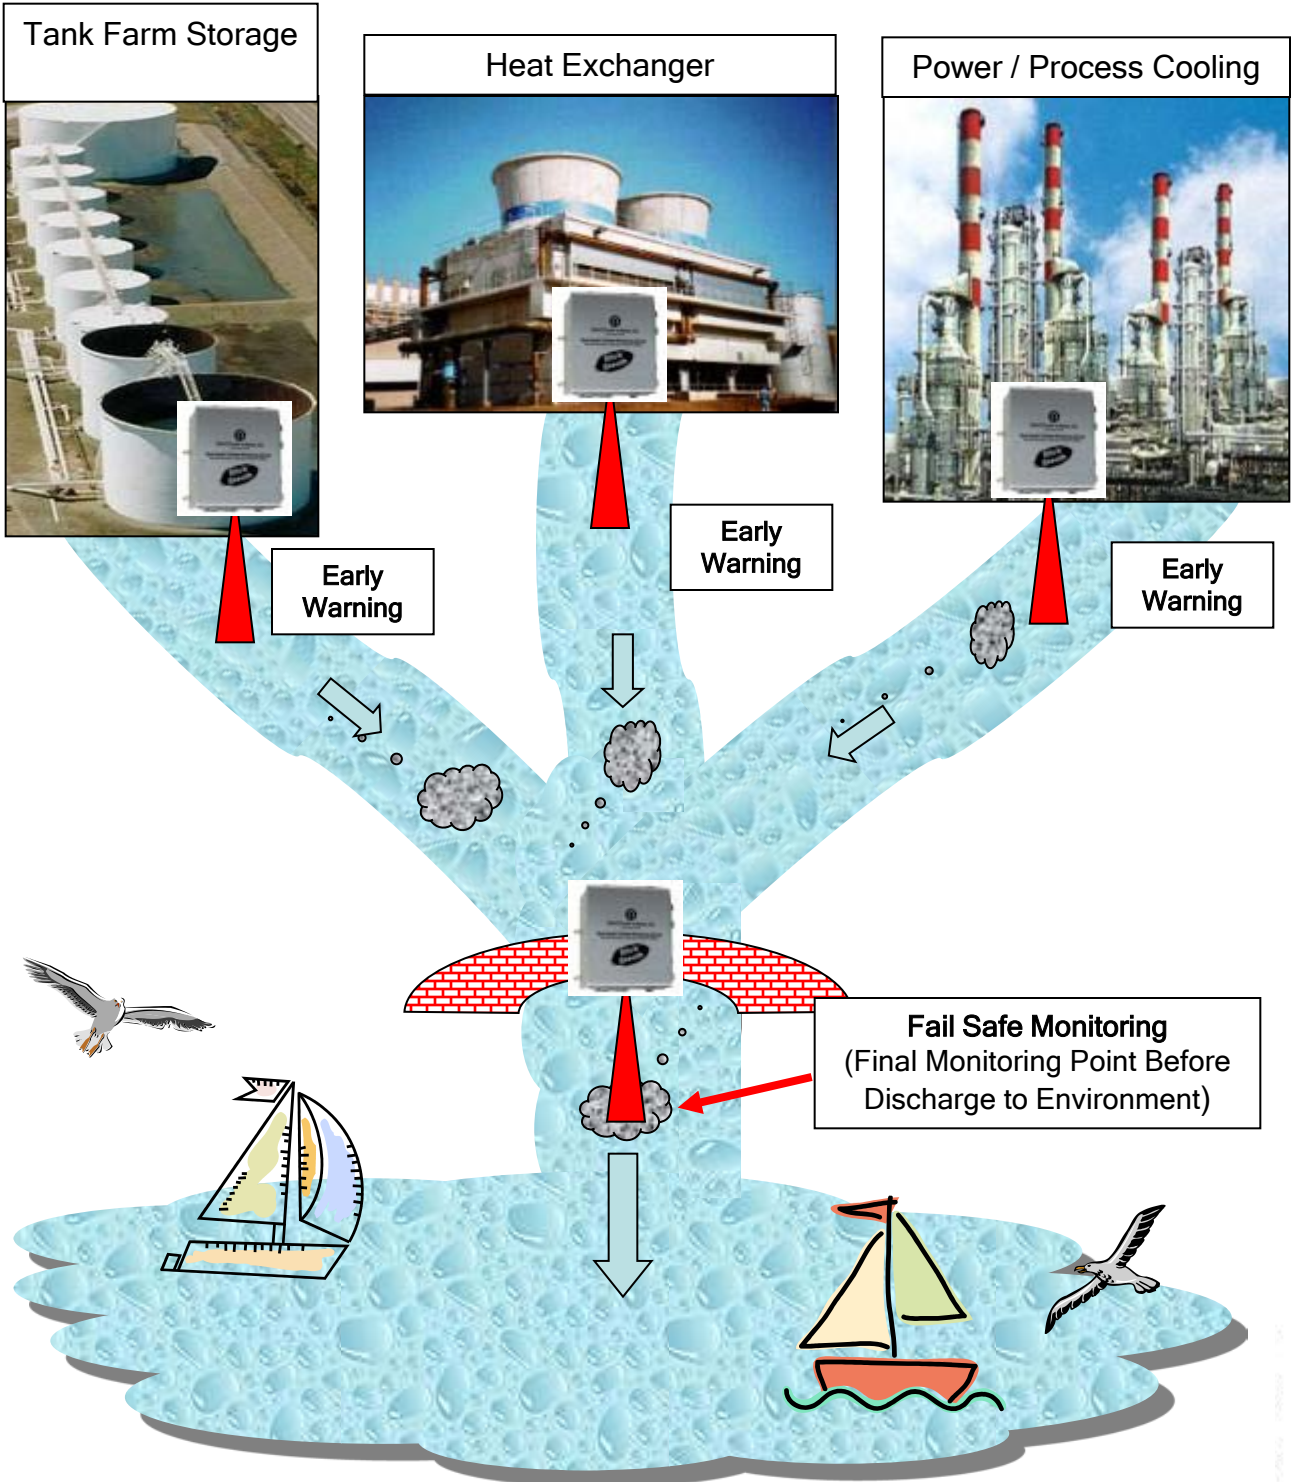 Tank Farm Storage
Heat Exchanger
Power / Process Cooling
Early
Warning
Early
Warning
Early
Warning
Fail Safe Monitoring
(Final Monitoring Point Before
Discharge to Environment)